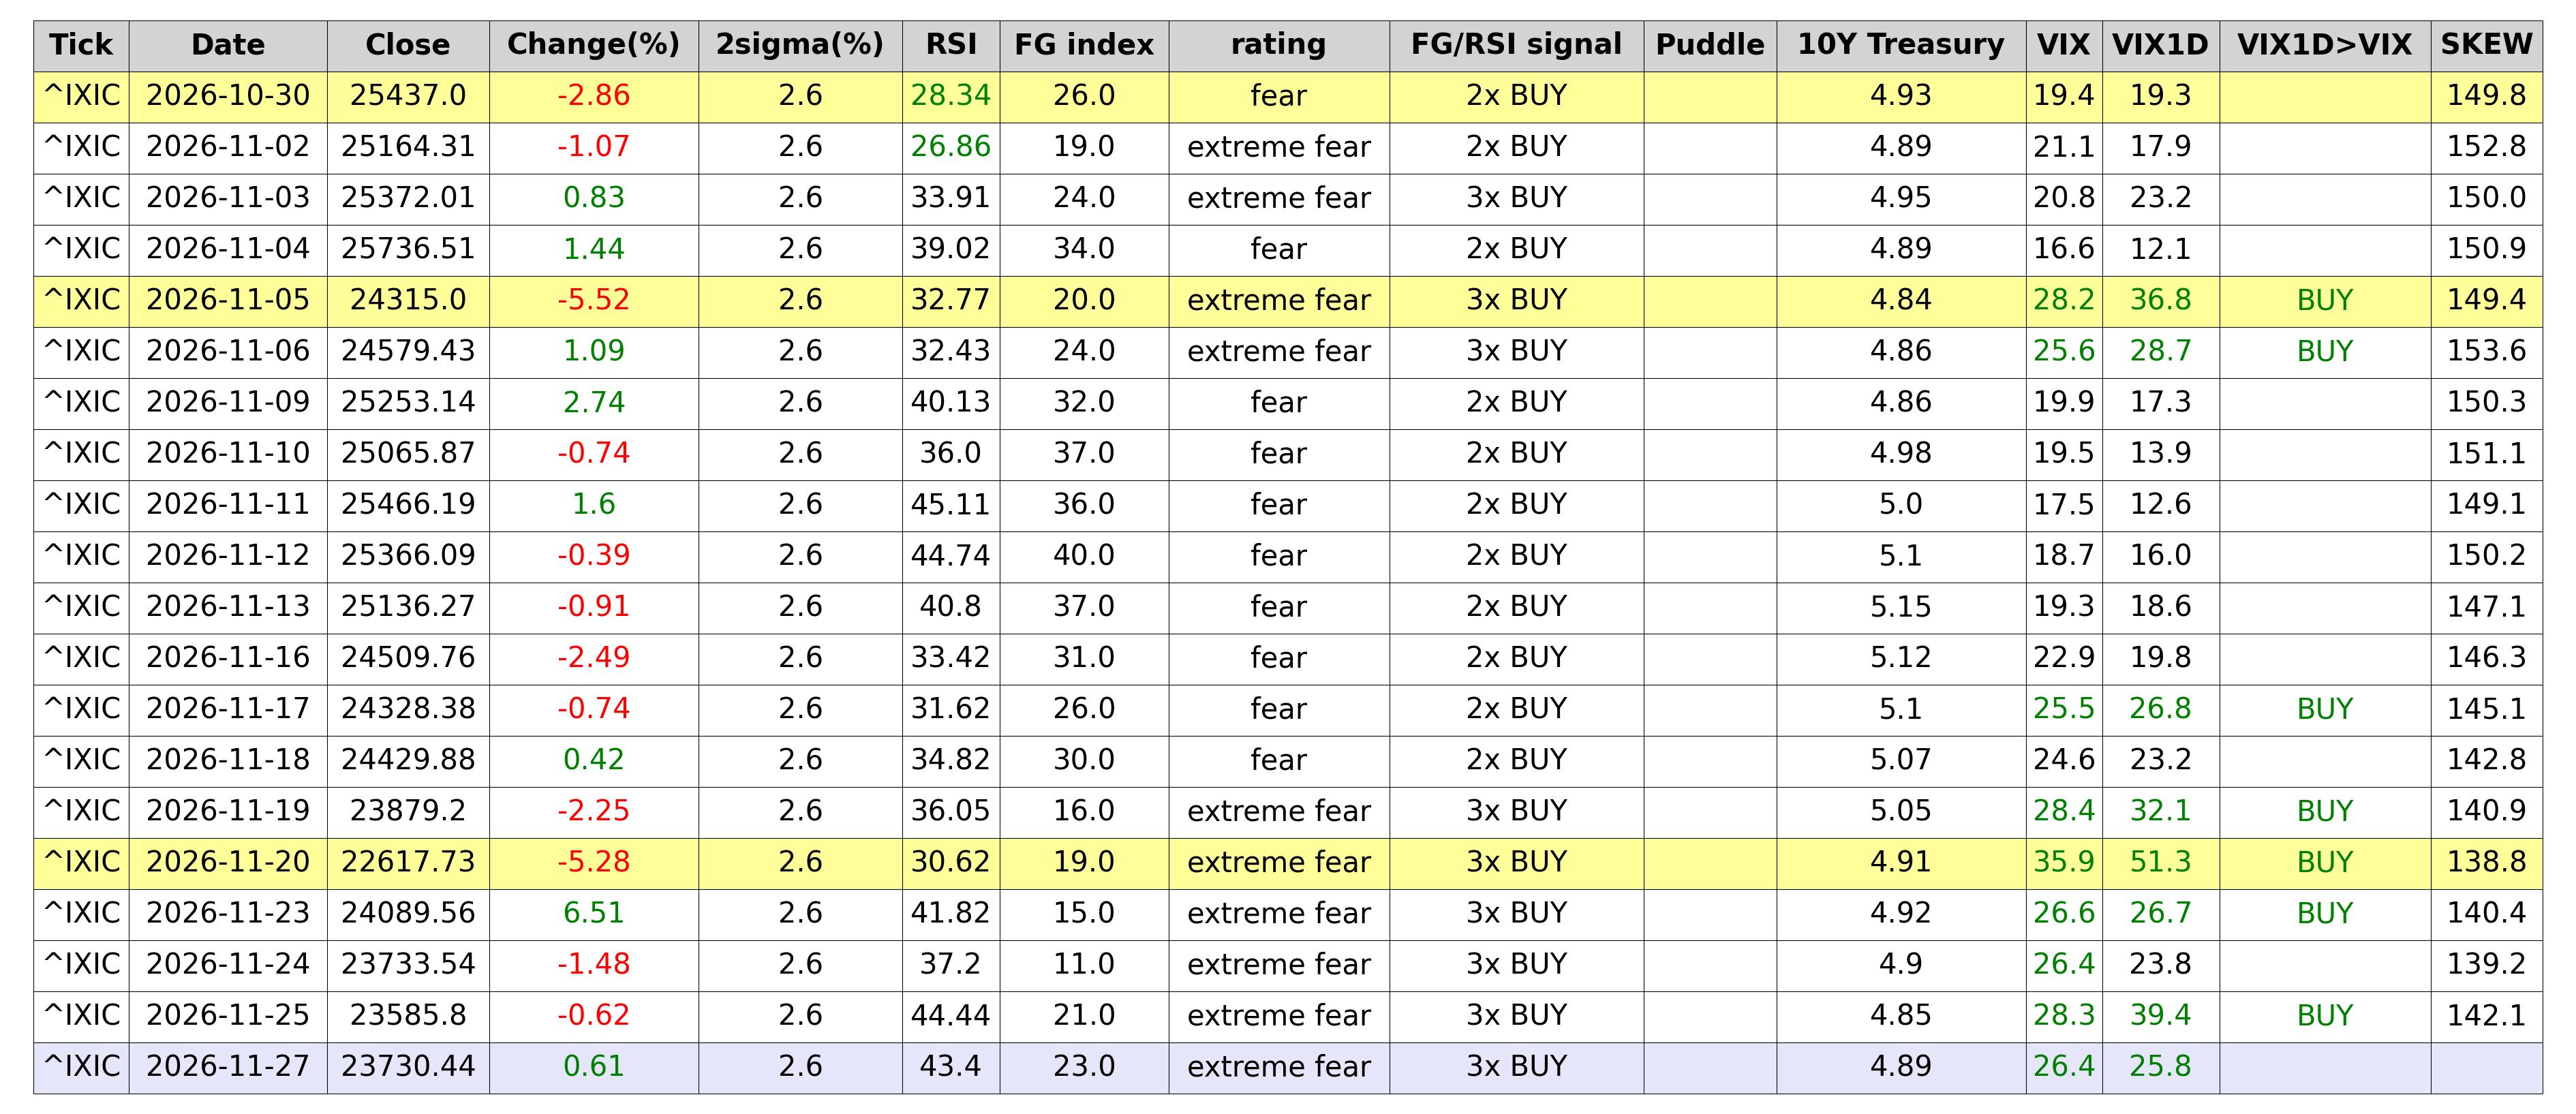 Tick Date Close Change(%) 2sigma(%) RSI FG index rating FG/RSI signal Puddle 10Y Treasury VIX VIX1D VIX1D>VIX SKEW
^IXIC 2026-10-30 25437.0 -2.86 2.6 28.34 26.0 fear 2x BUY 4.93 19.4 19.3 149.8
^IXIC 2026-11-02 25164.31 -1.07 2.6 26.86 19.0 extreme fear 2x BUY 4.89 21.1 17.9 152.8
^IXIC 2026-11-03 25372.01 0.83 2.6 33.91 24.0 extreme fear 3x BUY 4.95 20.8 23.2 150.0
^IXIC 2026-11-04 25736.51 1.44 2.6 39.02 34.0 fear 2x BUY 4.89 16.6 12.1 150.9
^IXIC 2026-11-05 24315.0 -5.52 2.6 32.77 20.0 extreme fear 3x BUY 4.84 28.2 36.8 BUY 149.4
^IXIC 2026-11-06 24579.43 1.09 2.6 32.43 24.0 extreme fear 3x BUY 4.86 25.6 28.7 BUY 153.6
^IXIC 2026-11-09 25253.14 2.74 2.6 40.13 32.0 fear 2x BUY 4.86 19.9 17.3 150.3
^IXIC 2026-11-10 25065.87 -0.74 2.6 36.0 37.0 fear 2x BUY 4.98 19.5 13.9 151.1
^IXIC 2026-11-11 25466.19 1.6 2.6 45.11 36.0 fear 2x BUY 5.0 17.5 12.6 149.1
^IXIC 2026-11-12 25366.09 -0.39 2.6 44.74 40.0 fear 2x BUY 5.1 18.7 16.0 150.2
^IXIC 2026-11-13 25136.27 -0.91 2.6 40.8 37.0 fear 2x BUY 5.15 19.3 18.6 147.1
^IXIC 2026-11-16 24509.76 -2.49 2.6 33.42 31.0 fear 2x BUY 5.12 22.9 19.8 146.3
^IXIC 2026-11-17 24328.38 -0.74 2.6 31.62 26.0 fear 2x BUY 5.1 25.5 26.8 BUY 145.1
^IXIC 2026-11-18 24429.88 0.42 2.6 34.82 30.0 fear 2x BUY 5.07 24.6 23.2 142.8
^IXIC 2026-11-19 23879.2 -2.25 2.6 36.05 16.0 extreme fear 3x BUY 5.05 28.4 32.1 BUY 140.9
^IXIC 2026-11-20 22617.73 -5.28 2.6 30.62 19.0 extreme fear 3x BUY 4.91 35.9 51.3 BUY 138.8
^IXIC 2026-11-23 24089.56 6.51 2.6 41.82 15.0 extreme fear 3x BUY 4.92 26.6 26.7 BUY 140.4
^IXIC 2026-11-24 23733.54 -1.48 2.6 37.2 11.0 extreme fear 3x BUY 4.9 26.4 23.8 139.2
^IXIC 2026-11-25 23585.8 -0.62 2.6 44.44 21.0 extreme fear 3x BUY 4.85 28.3 39.4 BUY 142.1
^IXIC 2026-11-27 23730.44 0.61 2.6 43.4 23.0 extreme fear 3x BUY 4.89 26.4 25.8